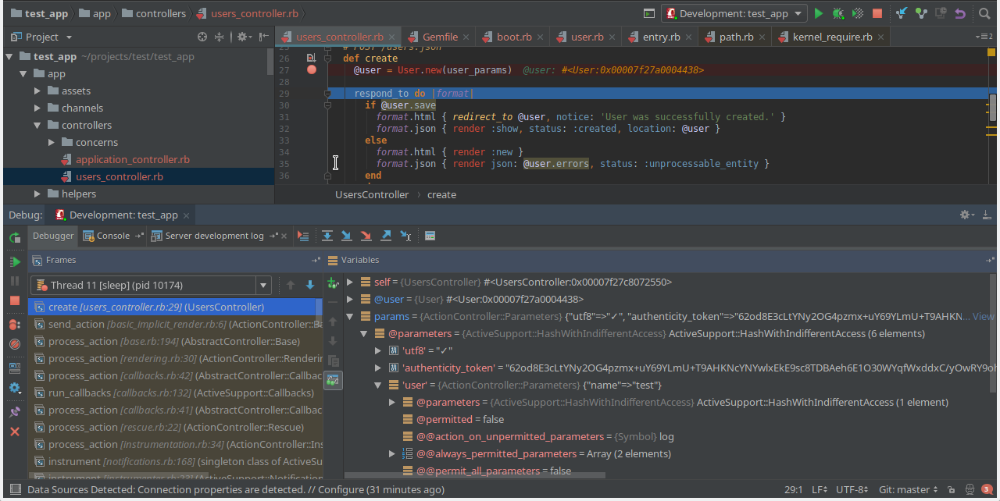 test_app app controllers users_controller.rb
Development: test_app
Project
users_controller.rb Gemfile boot.rb user.rb entry.rb path.rb kernel_require.rb
2
test_app ~/projects/test/test_app
app
assets
channels
controllers
concerns
application_controller.rb
users_controller.rb
helpers
25 # POST /users.json
26 def create
27 @user = User.new(user_params) @user: #<User:0x00007f27a0004438>
28
29 respond_to do |format|
30 if @user.save
31 format.html { redirect_to @user, notice: 'User was successfully created.' }
32 format.json { render :show, status: :created, location: @user }
33 else
34 format.html { render :new }
35 format.json { render json: @user.errors, status: :unprocessable_entity }
36 end
UsersController › create
Debug: Development: test_app
Debugger Console Server development log
Frames
Thread 11 [sleep] (pid 10174)
create [users_controller.rb:29] (UsersController)
send_action [basic_implicit_render.rb:6] (ActionController::Ba
process_action [base.rb:194] (AbstractController::Base)
process_action [rendering.rb:30] (ActionController::Renderin
process_action [callbacks.rb:42] (AbstractController::Callbac
run_callbacks [callbacks.rb:132] (ActiveSupport::Callbacks)
process_action [callbacks.rb:41] (AbstractController::Callbac
process_action [rescue.rb:22] (ActionController::Rescue)
process_action [instrumentation.rb:34] (ActionController::Ins
instrument [notifications.rb:168] (singleton class of ActiveSu
instrument [instrumenter.rb:23] (ActiveSupport::Notification
Variables
self = {UsersController} #<UsersController:0x00007f27c8072550>
@user = {User} #<User:0x00007f27a0004438>
params = {ActionController::Parameters} {"utf8"=>"✓", "authenticity_token"=>"62od8E3cLtYNy2OG4pzmx+uY69YLmU+T9AHKN... View
@parameters = {ActiveSupport::HashWithIndifferentAccess} ActiveSupport::HashWithIndifferentAccess (6 elements)
'utf8' = "✓"
'authenticity_token' = "62od8E3cLtYNy2OG4pzmx+uY69YLmU+T9AHKNcYNYwlxEkE9sc8TDBAeh6E1O30WYqfWxddxC/yOwRY9oh
'user' = {ActionController::Parameters} {"name"=>"test"}
@parameters = {ActiveSupport::HashWithIndifferentAccess} ActiveSupport::HashWithIndifferentAccess (1 element)
@permitted = false
@@action_on_unpermitted_parameters = {Symbol} log
@@always_permitted_parameters = Array (2 elements)
@@permit_all_parameters = false
Data Sources Detected: Connection properties are detected. // Configure (31 minutes ago)
29:1 LF UTF-8 Git: master 3